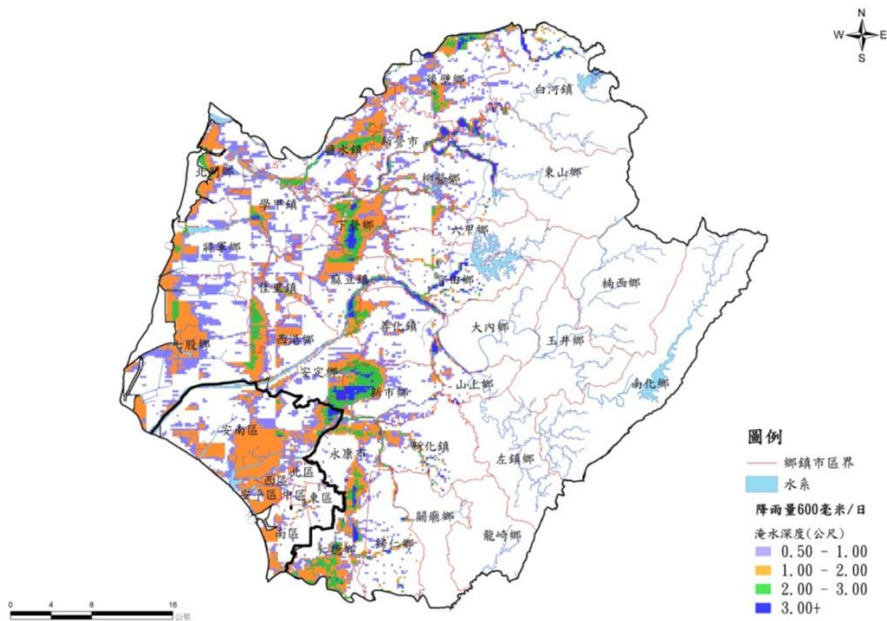 N
W E
S
後壁鄉
白河鎮
鹽水鎮
新營市
北門鄉
東山鄉
柳營鄉
學甲鎮
下營鄉
六甲鄉
將軍鄉
佳里鎮
麻豆鎮
官田鄉
楠西鄉
善化鎮
大內鄉
玉井鄉
七股鄉
西港鄉
安定鄉
新市鄉
山上鄉
南化鄉
安南區
永康市
新化鎮
左鎮鄉
北區
西區
安平區
中區
東區
南區
關廟鄉
龍崎鄉
仁德鄉
歸仁鄉
圖例
鄉鎮市區界
水系
降雨量600毫米/日
淹水深度(公尺)
0.50 - 1.00
1.00 - 2.00
2.00 - 3.00
3.00+
0 4 8 16
公里